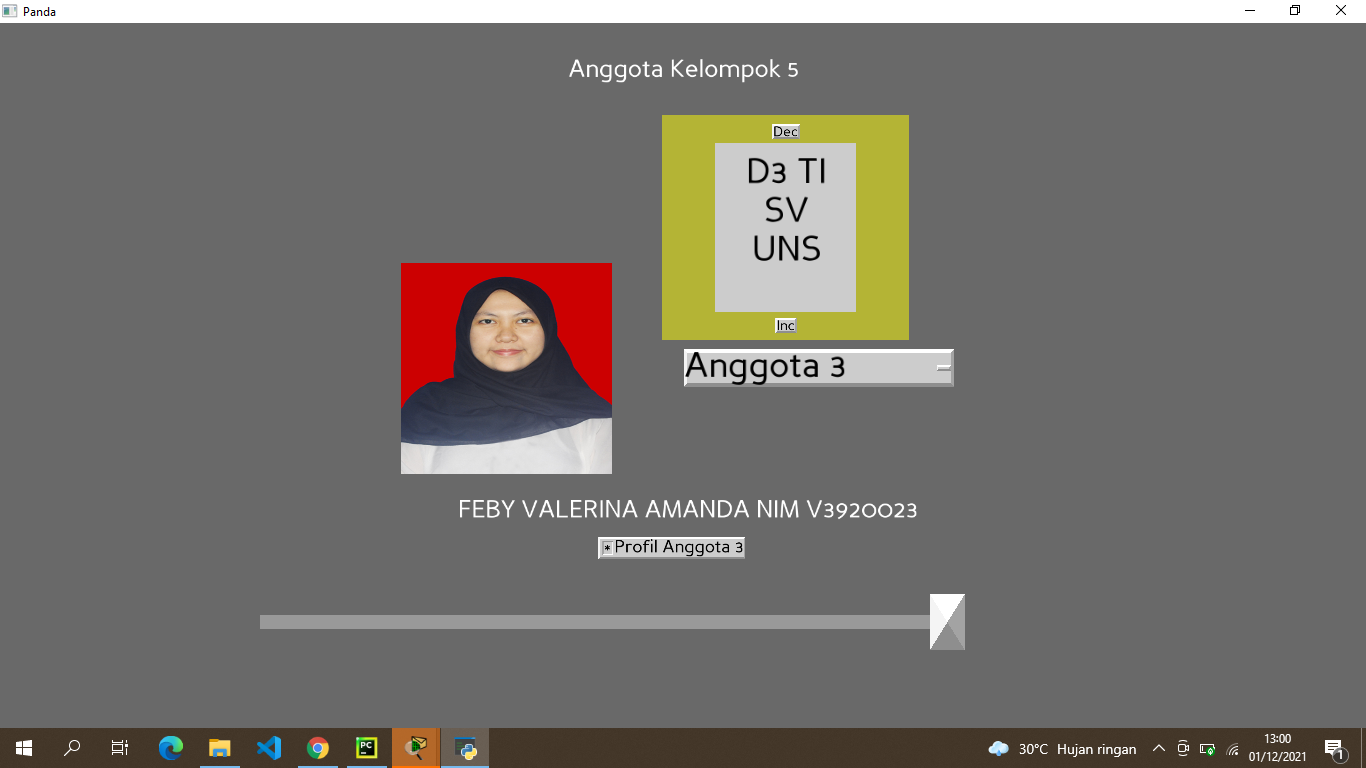 Panda
Anggota Kelompok 5
Dec
D3 TI
SV
UNS
Inc
Anggota 3
FEBY VALERINA AMANDA NIM V3920023
*Profil Anggota 3
PC
30°C Hujan ringan
13:00
01/12/2021
1